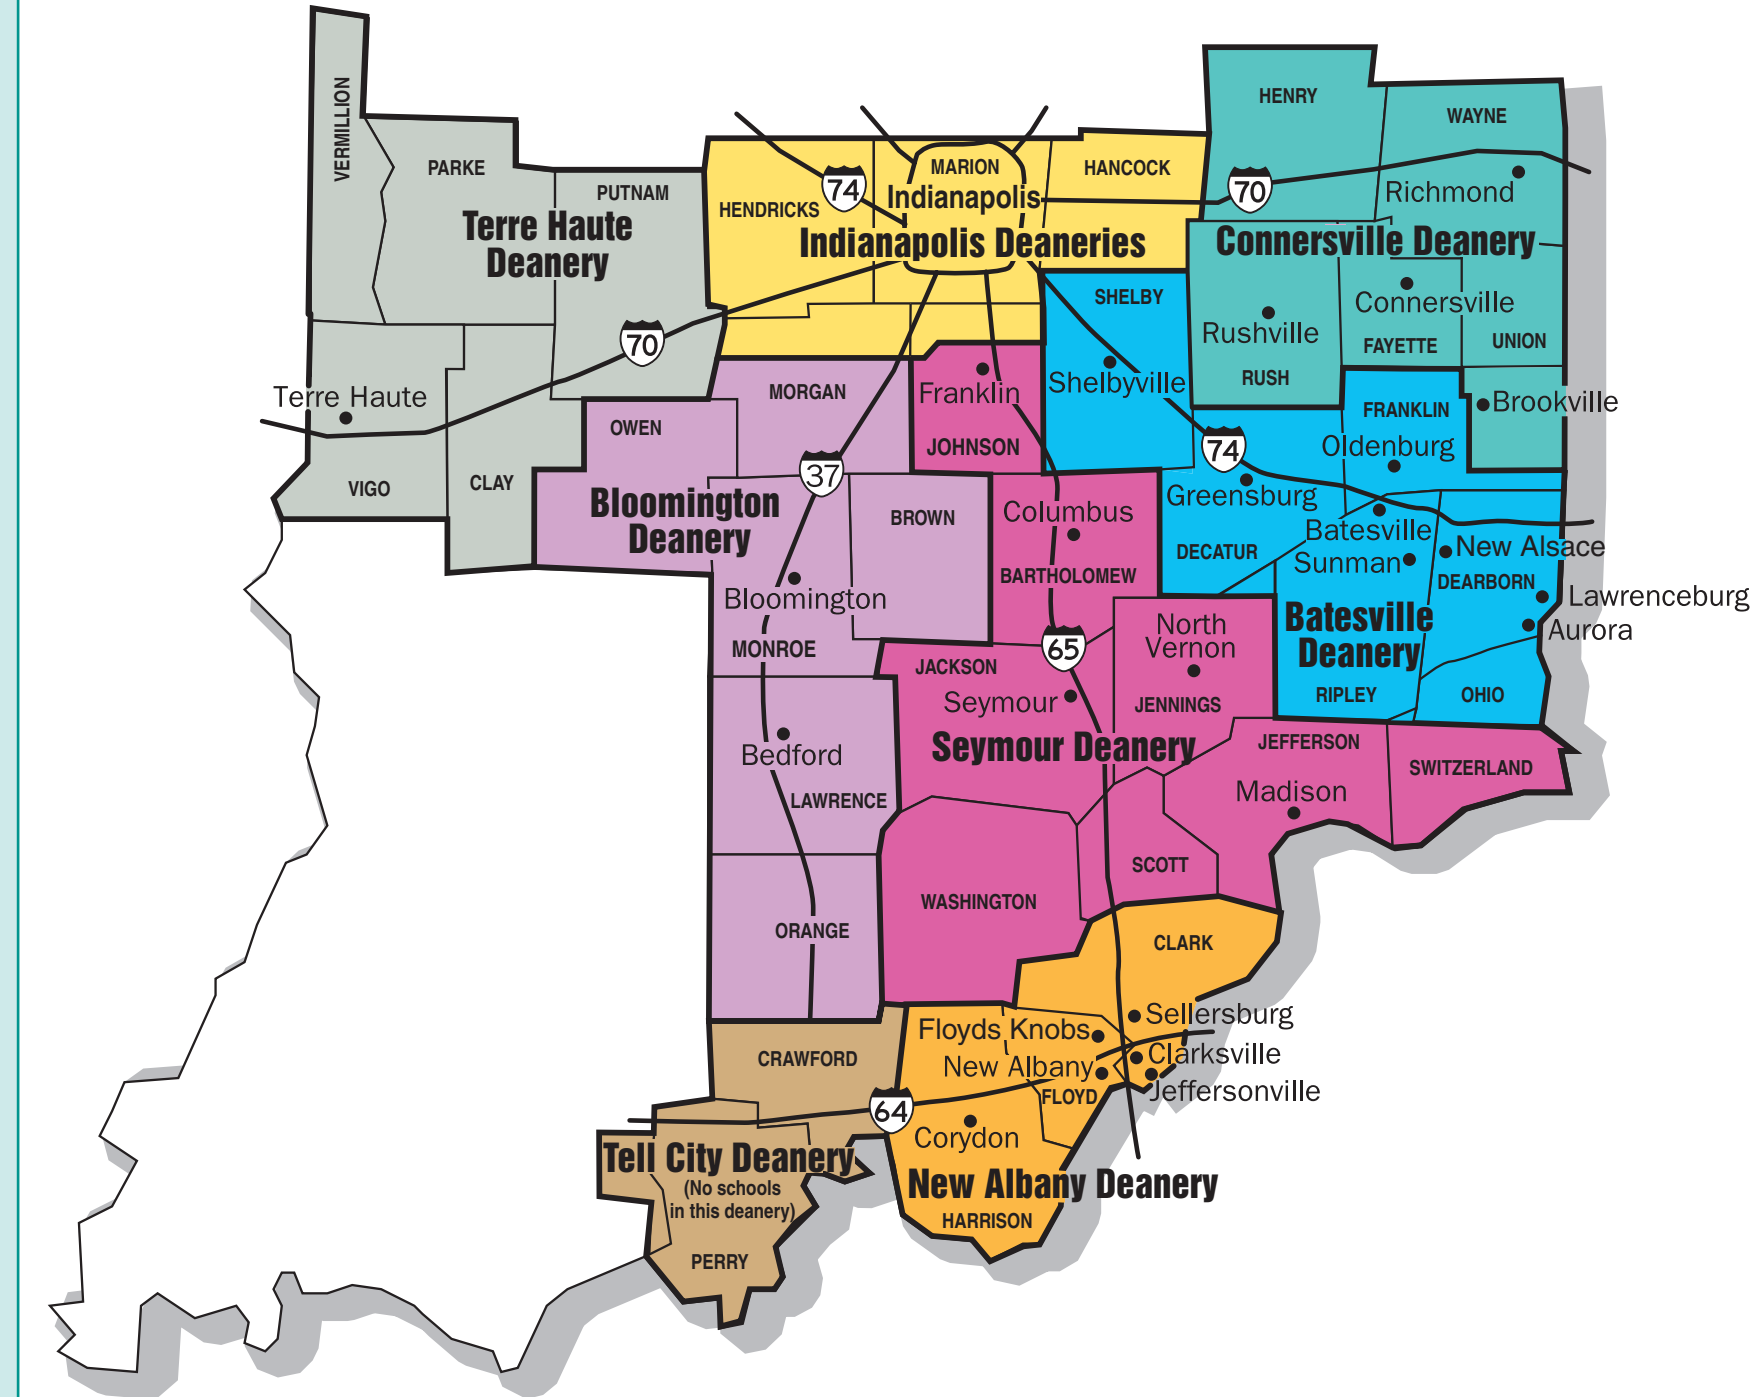 VERMILLION
PARKE
PUTNAM
Terre Haute
Deanery
70
Terre Haute
VIGO
CLAY
HENDRICKS
74
MARION
Indianapolis
HANCOCK
Indianapolis Deaneries
HENRY
WAYNE
70
Richmond
Connersville Deanery
Connersville
Rushville
FAYETTE
UNION
RUSH
Brookville
SHELBY
Shelbyville
FRANKLIN
Oldenburg
74
Greensburg
Batesville
Sunman
New Alsace
DECATUR
DEARBORN
Lawrenceburg
Aurora
Batesville
Deanery
RIPLEY
OHIO
MORGAN
OWEN
37
Bloomington
Deanery
BROWN
Bloomington
MONROE
Bedford
LAWRENCE
ORANGE
Franklin
JOHNSON
Columbus
BARTHOLOMEW
65
North
Vernon
JACKSON
Seymour
JENNINGS
Seymour Deanery
JEFFERSON
SWITZERLAND
Madison
SCOTT
WASHINGTON
CLARK
Sellersburg
Floyds Knobs
Clarksville
New Albany
Jeffersonville
FLOYD
64
Corydon
New Albany Deanery
HARRISON
CRAWFORD
Tell City Deanery
(No schools
in this deanery)
PERRY